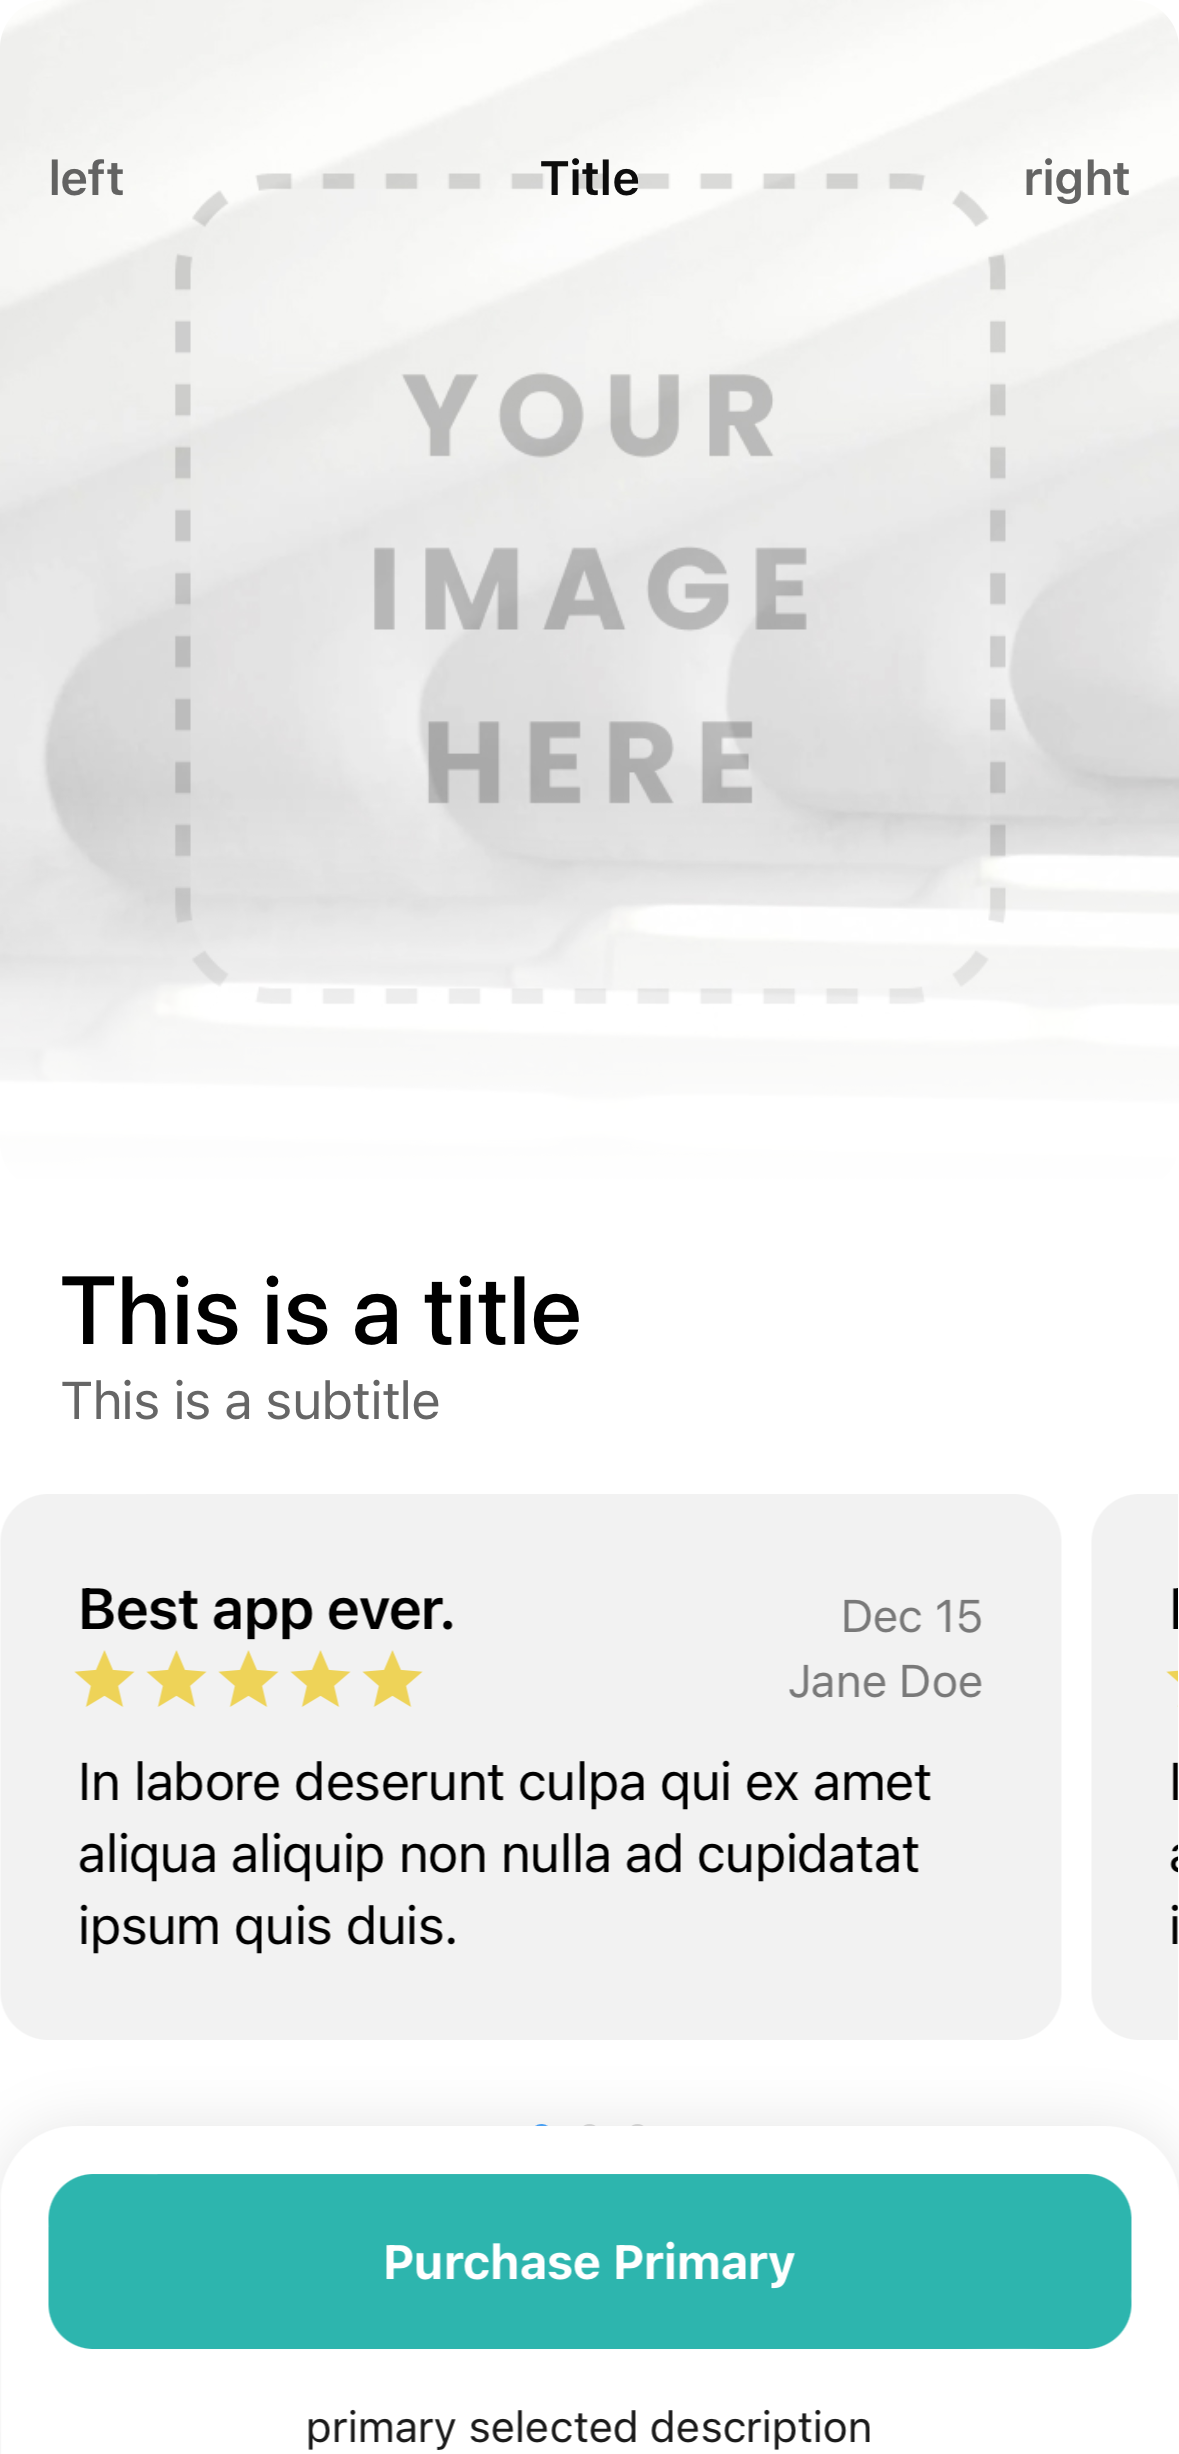 left Title right
YOUR
IMAGE
HERE
This is a title
This is a subtitle
Best app ever.
Dec 15
Jane Doe
In labore deserunt culpa qui ex amet
aliqua aliquip non nulla ad cupidatat
ipsum quis duis.
Purchase Primary
primary selected description